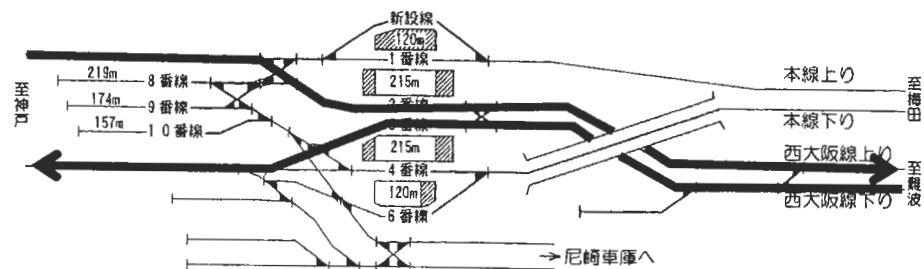 新設線
120m
1番線
219m
8番線
215m
本線上り
至神戸
174m
9番線
至梅田
157m
10番線
本線下り
215m
4番線
西大阪線上り
至難波
120m
西大阪線下り
6番線
→尼崎車庫へ